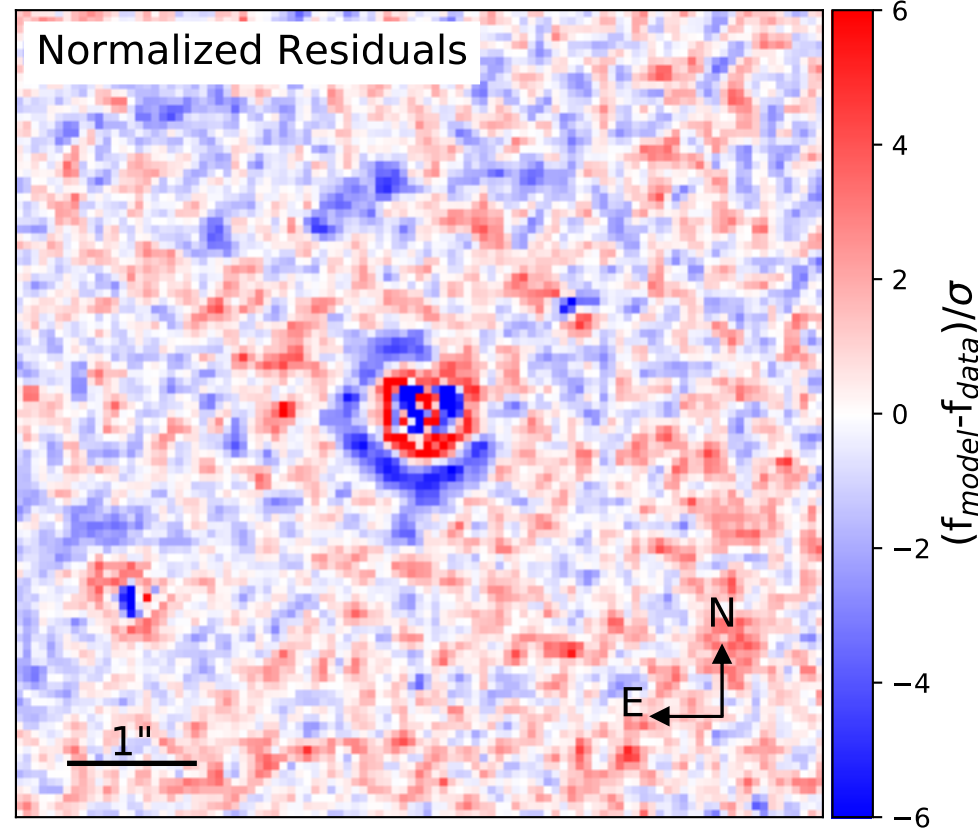 Normalized Residuals
6
4
2
0
−2
−4
−6
(f_model-f_data)/σ
N
E
1"